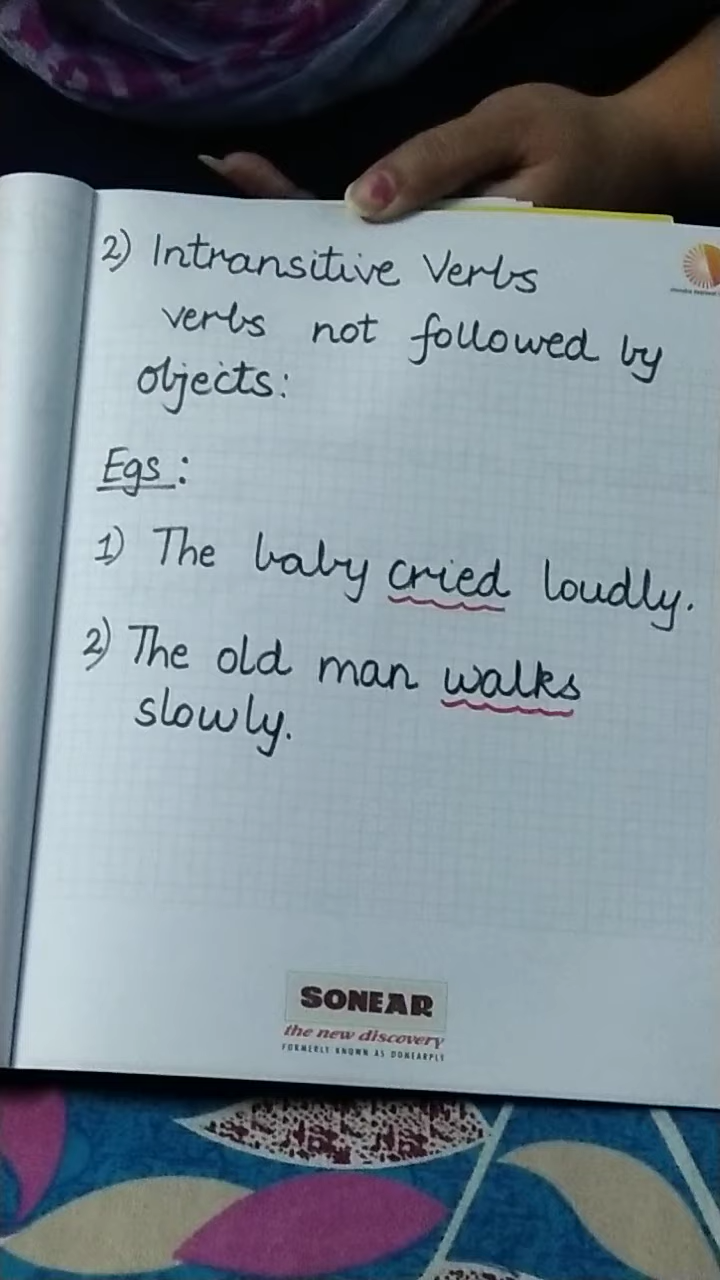 2) Intransitive Verbs
verbs not followed by
objects:
Egs :
1) The baby cried loudly.
2) The old man walks
slowly.
SONEAR
the new discovery
FORMERLY KNOWN AS DONEARPLY